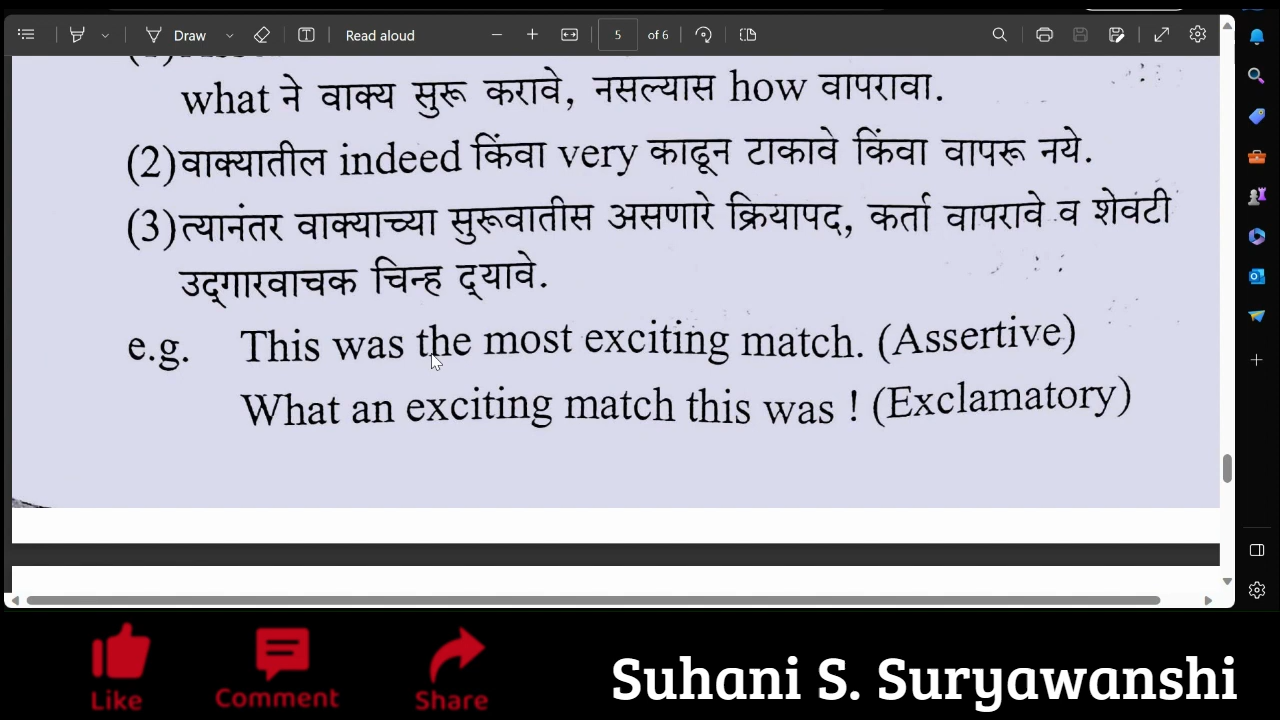 Draw
Read aloud
5 of 6
what ने वाक्य सुरू करावे, नसल्यास how वापरावा.
(2) वाक्यातील indeed किंवा very काढून टाकावे किंवा वापरू नये.
(3) त्यानंतर वाक्याच्या सुरूवातीस असणारे क्रियापद, कर्ता वापरावे व शेवटी
उद्‌गारवाचक चिन्ह द्‌यावे.
e.g. This was the most exciting match. (Assertive)
What an exciting match this was ! (Exclamatory)
Like
Comment
Share
Suhani S. Suryawanshi